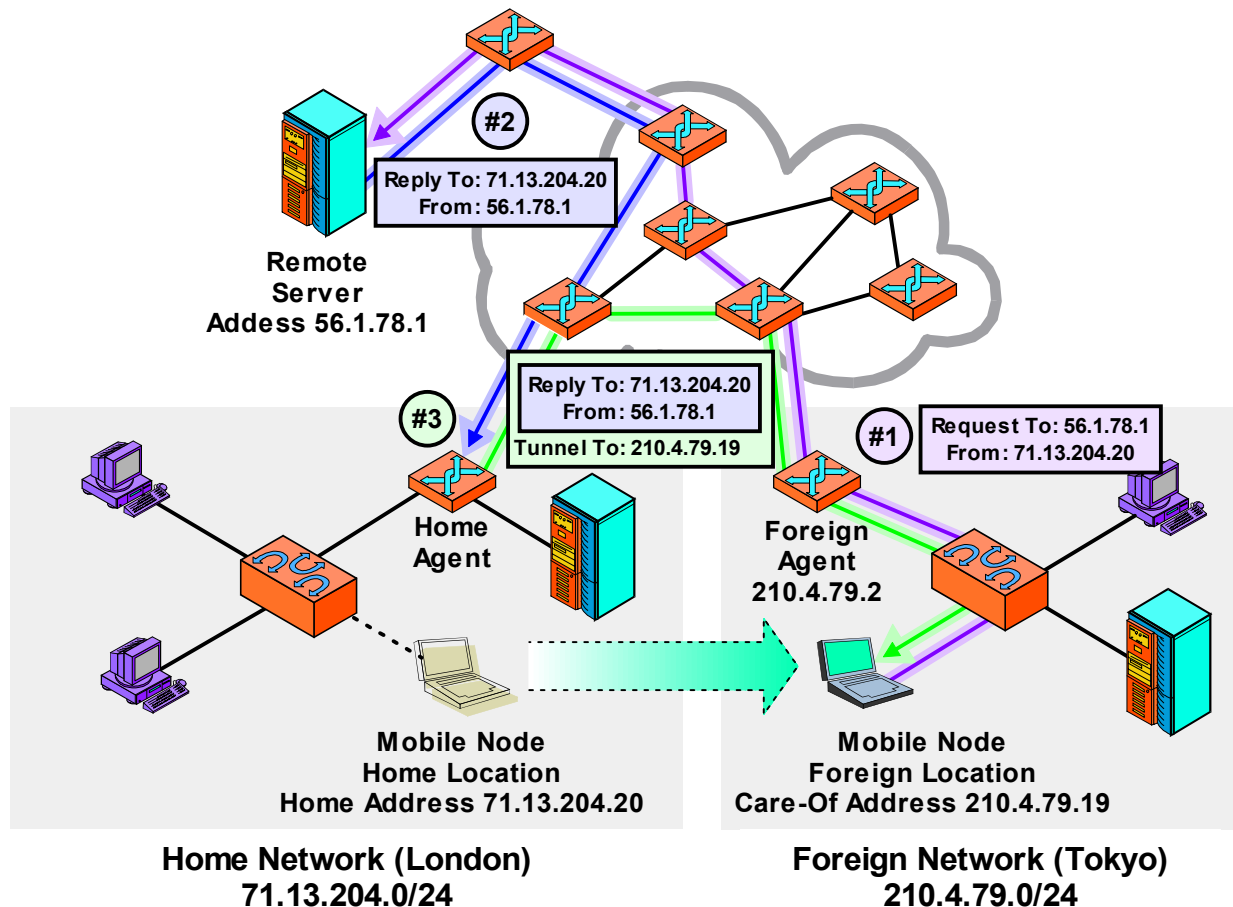 #2
Reply To: 71.13.204.20
From: 56.1.78.1
Remote
Server
Addess 56.1.78.1
Reply To: 71.13.204.20
From: 56.1.78.1
Tunnel To: 210.4.79.19
#3
#1
Request To: 56.1.78.1
From: 71.13.204.20
Home
Agent
Foreign
Agent
210.4.79.2
Mobile Node
Home Location
Home Address 71.13.204.20
Mobile Node
Foreign Location
Care-Of Address 210.4.79.19
Home Network (London)
71.13.204.0/24
Foreign Network (Tokyo)
210.4.79.0/24